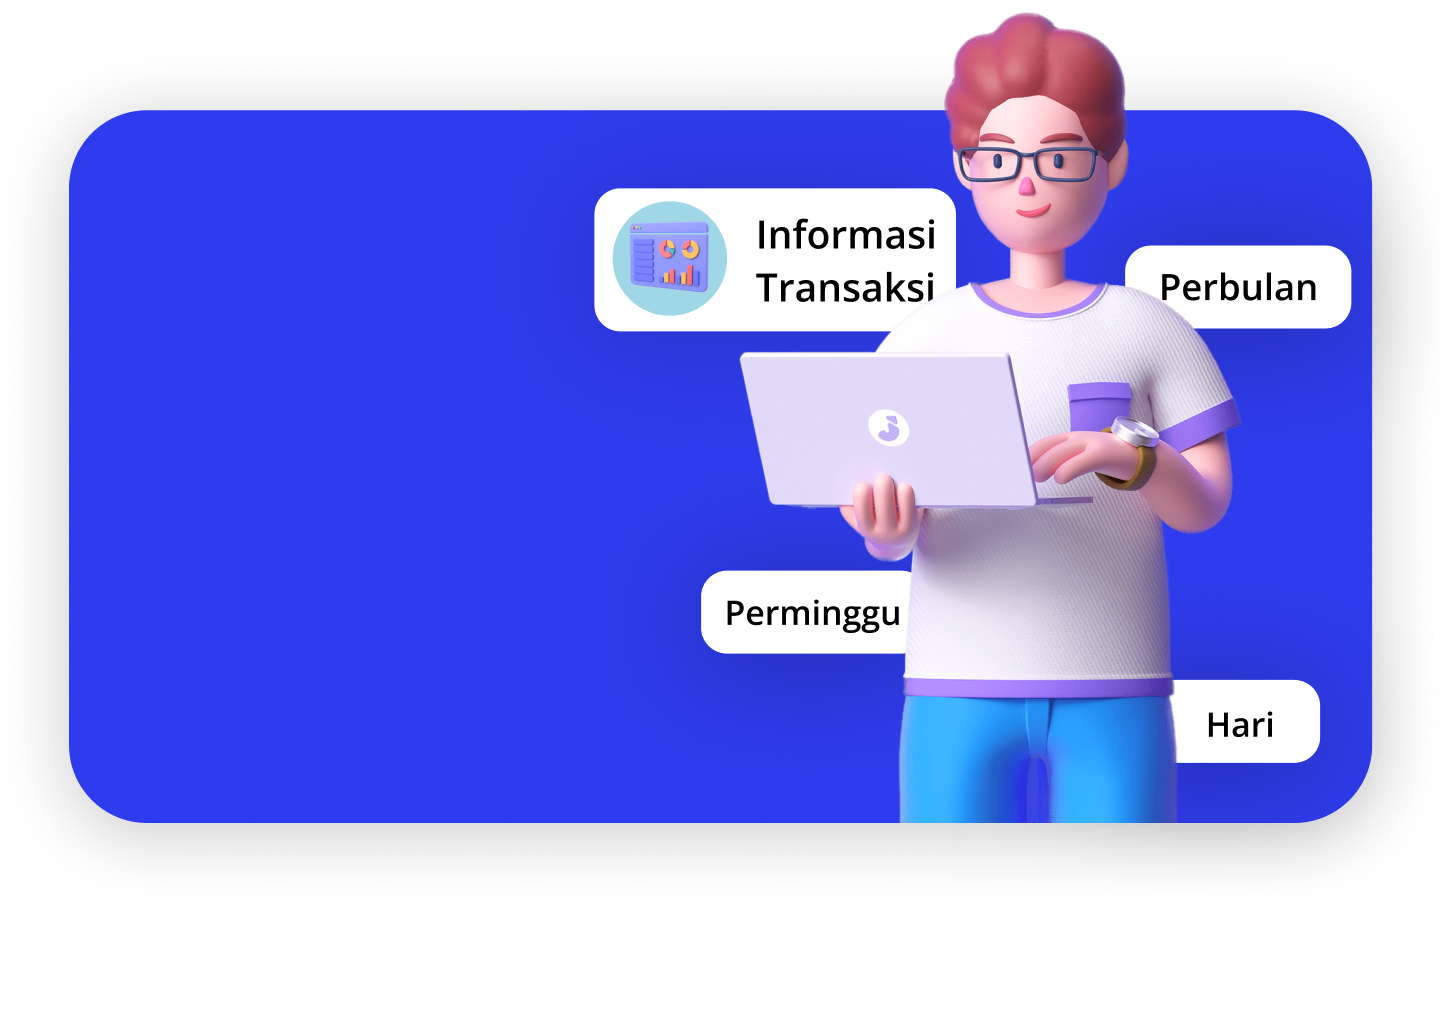 Informasi
Transaksi
Perbulan
Perminggu
Hari